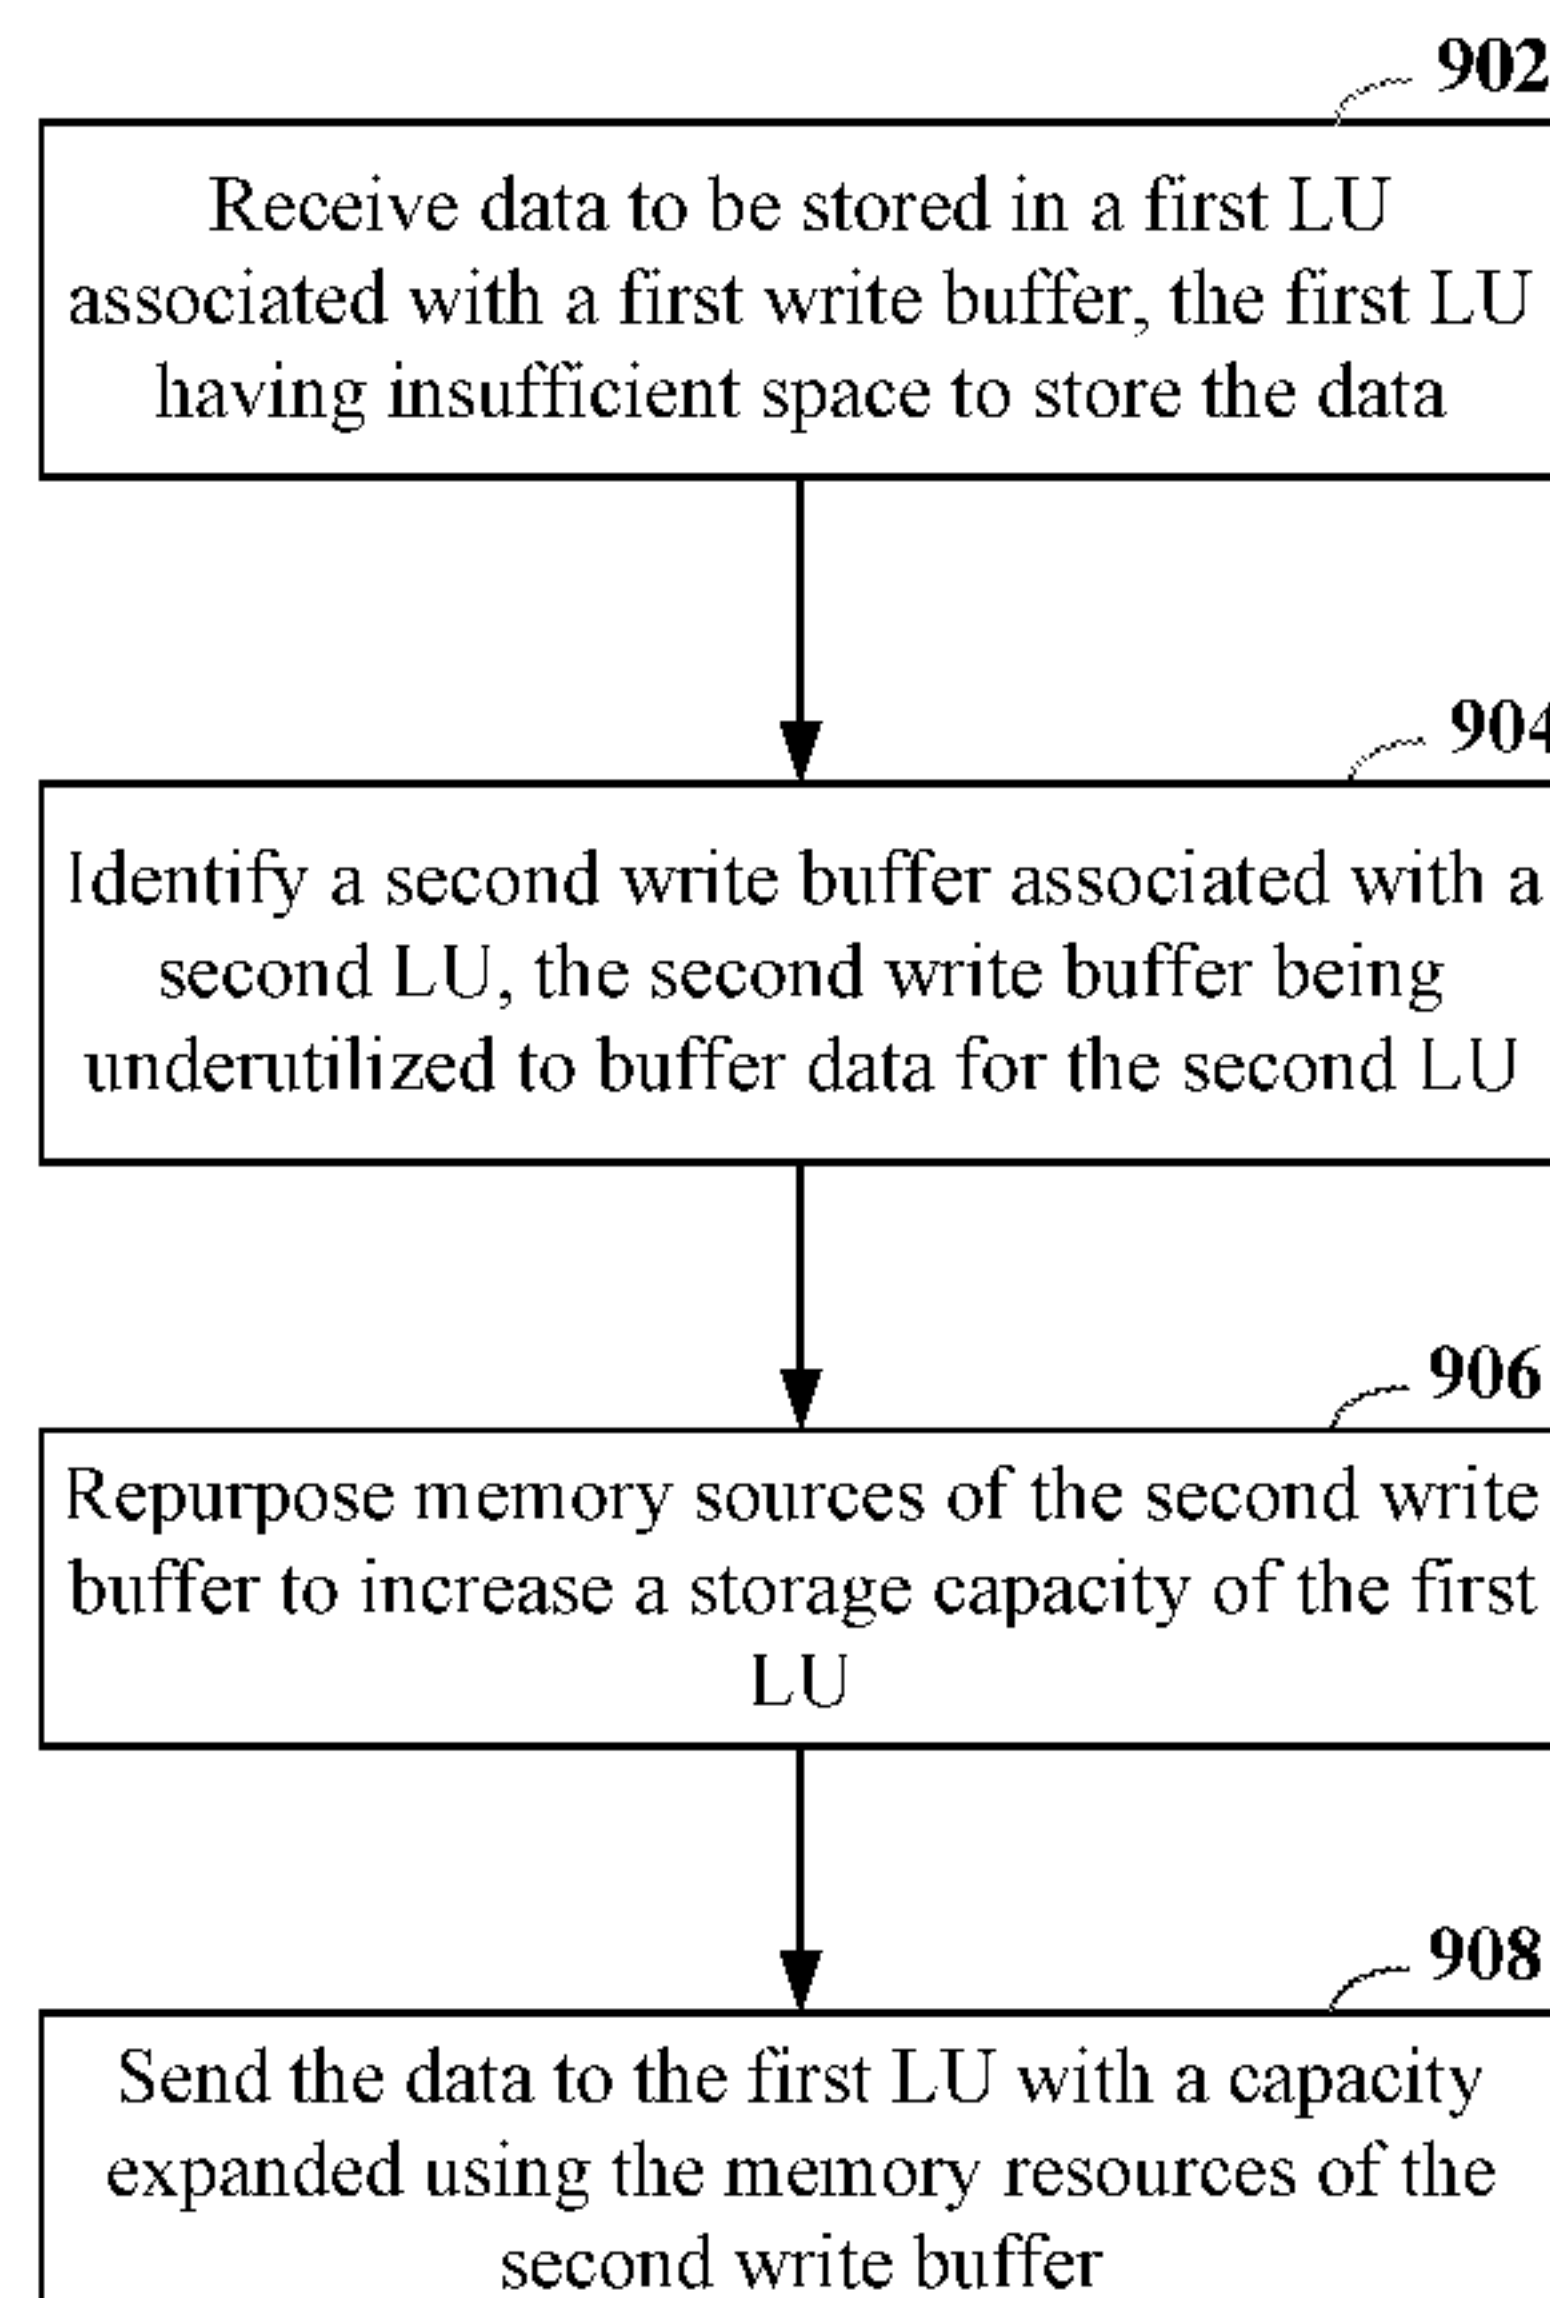 902
Receive data to be stored in a first LU
associated with a first write buffer, the first LU
having insufficient space to store the data
904
Identify a second write buffer associated with a
second LU, the second write buffer being
underutilized to buffer data for the second LU
906
Repurpose memory sources of the second write
buffer to increase a storage capacity of the first
LU
908
Send the data to the first LU with a capacity
expanded using the memory resources of the
second write buffer